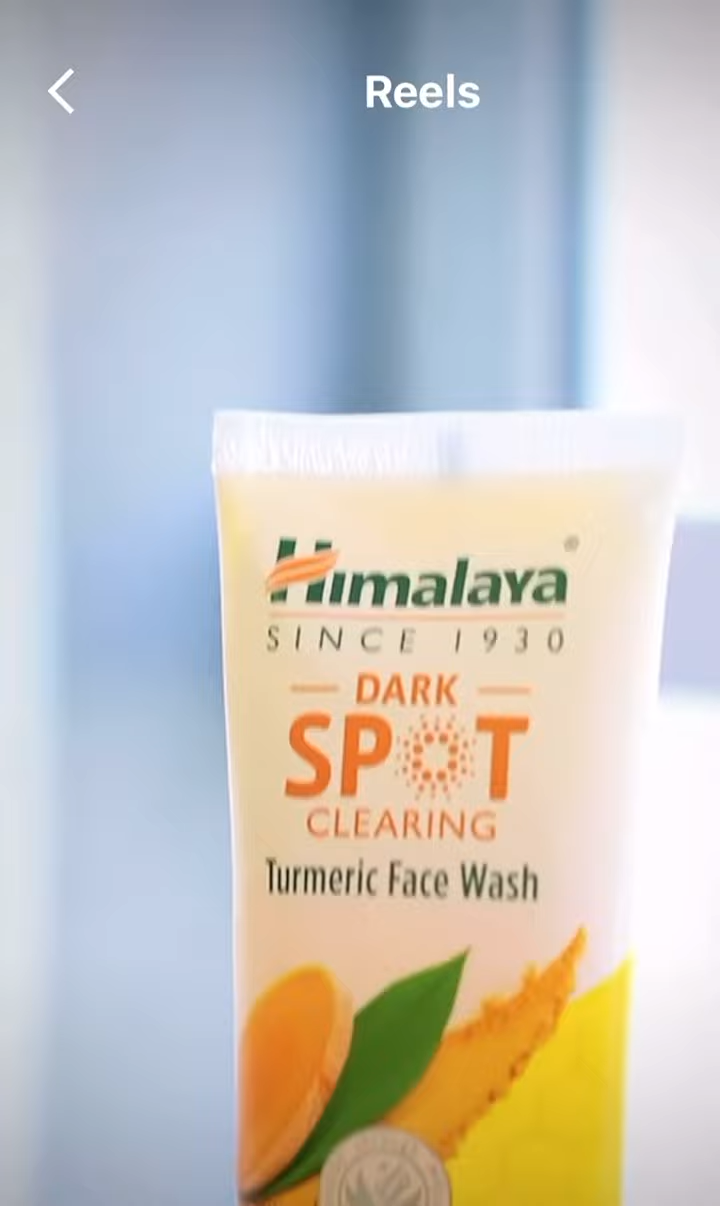 Reels
Himalaya
SINCE 1930
DARK
SPOT
CLEARING
Turmeric Face Wash